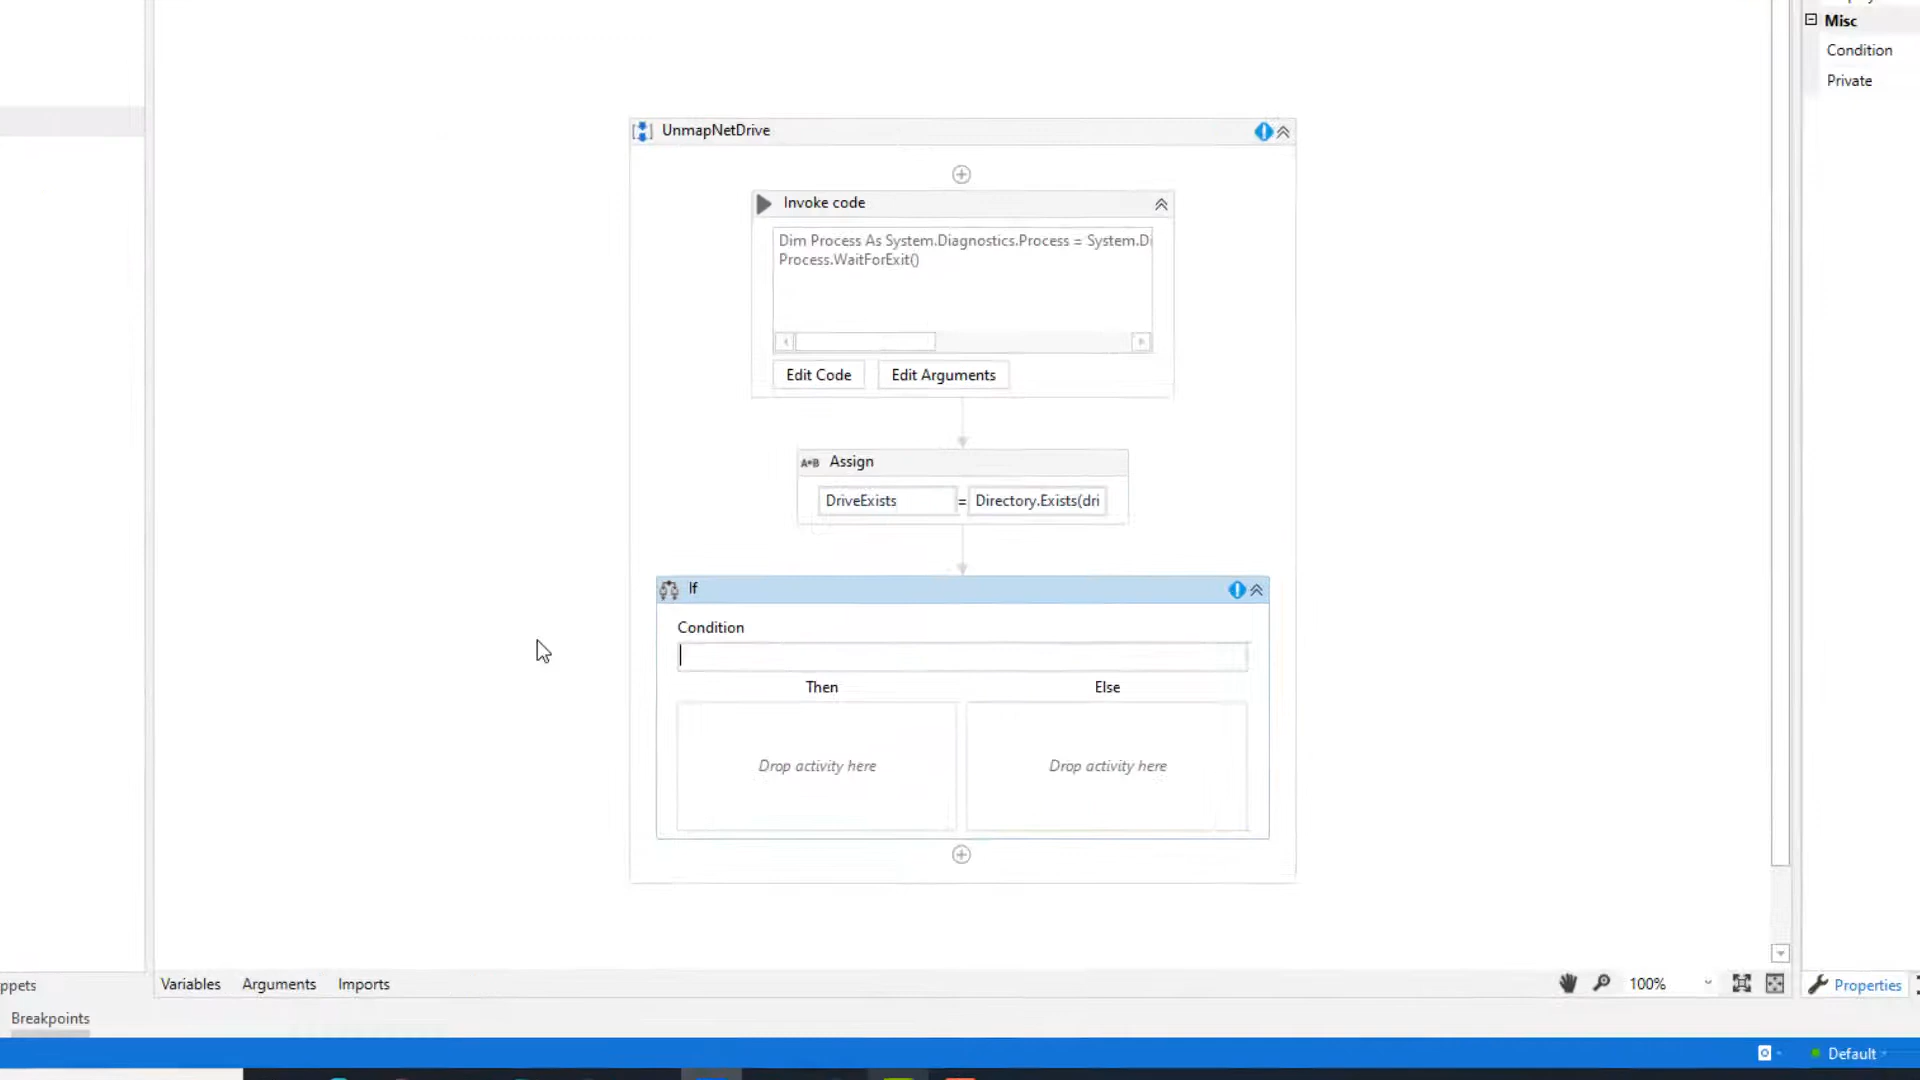 Misc
Condition
Private
UnmapNetDrive
Invoke code
Dim Process As System.Diagnostics.Process = System.Di
Process.WaitForExit()
Edit Code
Edit Arguments
A+B Assign
DriveExists = Directory.Exists(dri
If
Condition
Then
Else
Drop activity here
Drop activity here
Variables
Arguments
Imports
100%
Properties
ppets
Breakpoints
Default